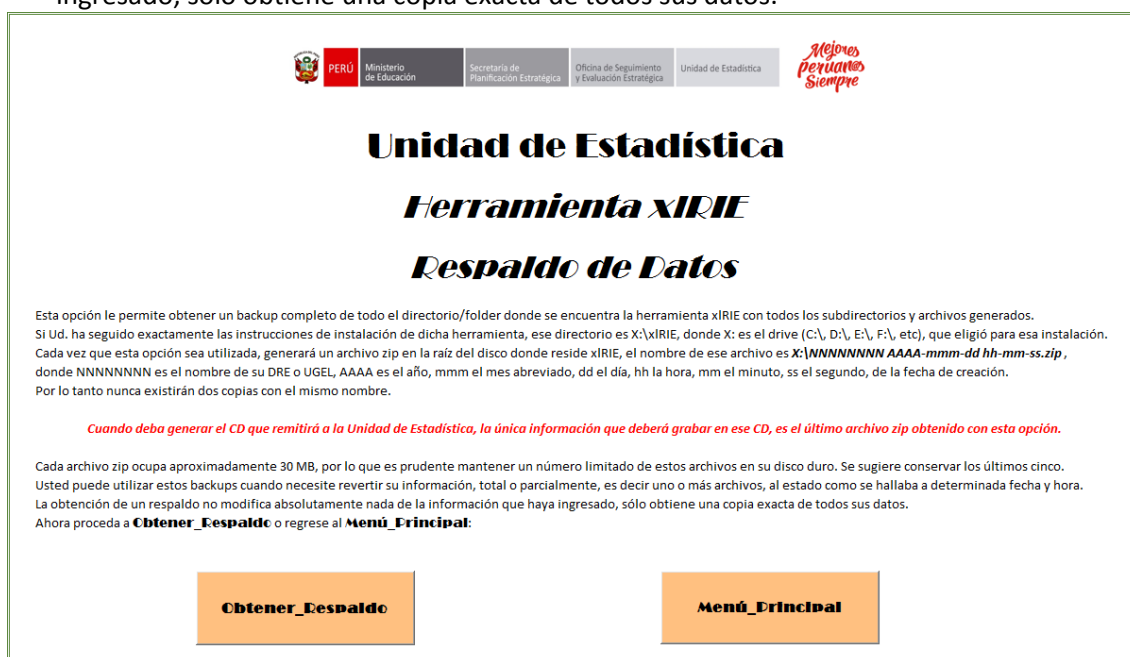 ingresado, sólo obtiene una copia exacta de todos sus datos.
PERÚ
Ministerio
de Educación
Secretaría de
Planificación Estratégica
Oficina de Seguimiento
y Evaluación Estratégica
Unidad de Estadística
Mejores
peruanos
Siempre
Unidad de Estadística
Herramienta xIRIE
Respaldo de Datos
Esta opción le permite obtener un backup completo de todo el directorio/folder donde se encuentra la herramienta xlRIE con todos los subdirectorios y archivos generados.
Si Ud. ha seguido exactamente las instrucciones de instalación de dicha herramienta, ese directorio es X:\xlRIE, donde X: es el drive (C:\, D:\, E:\, F:\, etc), que eligió para esa instalación.
Cada vez que esta opción sea utilizada, generará un archivo zip en la raíz del disco donde reside xlRIE, el nombre de ese archivo es X:\NNNNNNNN AAAA-mmm-dd hh-mm-ss.zip ,
donde NNNNNNNN es el nombre de su DRE o UGEL, AAAA es el año, mmm el mes abreviado, dd el día, hh la hora, mm el minuto, ss el segundo, de la fecha de creación.
Por lo tanto nunca existirán dos copias con el mismo nombre.
Cuando deba generar el CD que remitirá a la Unidad de Estadística, la única información que deberá grabar en ese CD, es el último archivo zip obtenido con esta opción.
Cada archivo zip ocupa aproximadamente 30 MB, por lo que es prudente mantener un número limitado de estos archivos en su disco duro. Se sugiere conservar los últimos cinco.
Usted puede utilizar estos backups cuando necesite revertir su información, total o parcialmente, es decir uno o más archivos, al estado como se hallaba a determinada fecha y hora.
La obtención de un respaldo no modifica absolutamente nada de la información que haya ingresado, sólo obtiene una copia exacta de todos sus datos.
Ahora proceda a Obtener_Respaldo o regrese al Menú_Principal:
Obtener_Respaldo
Menú_Principal